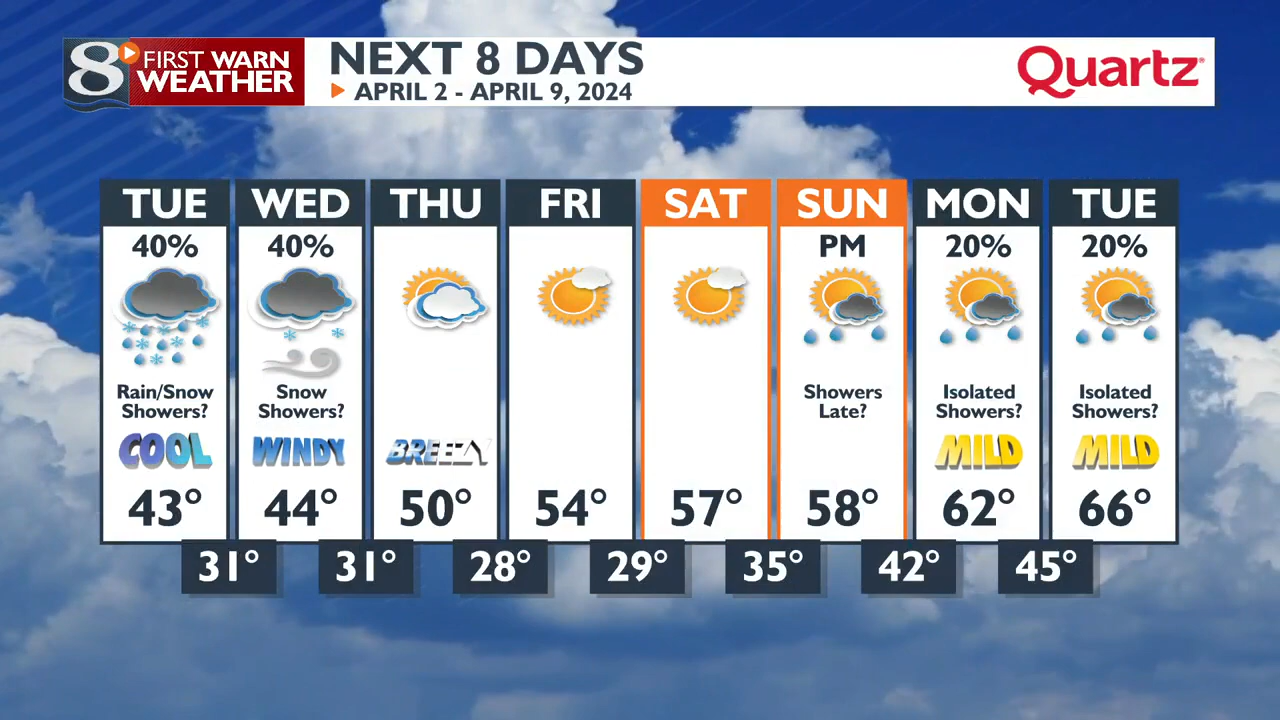 8 FIRST WARN
WEATHER
NEXT 8 DAYS
APRIL 2 - APRIL 9, 2024
Quartz®
TUE
40%
Rain/Snow
Showers?
COOL
43°
WED
40%
Snow
Showers?
WINDY
44°
THU
BREEZY
50°
FRI
54°
SAT
57°
SUN
PM
Showers
Late?
58°
MON
20%
Isolated
Showers?
MILD
62°
TUE
20%
Isolated
Showers?
MILD
66°
31°
31°
28°
29°
35°
42°
45°